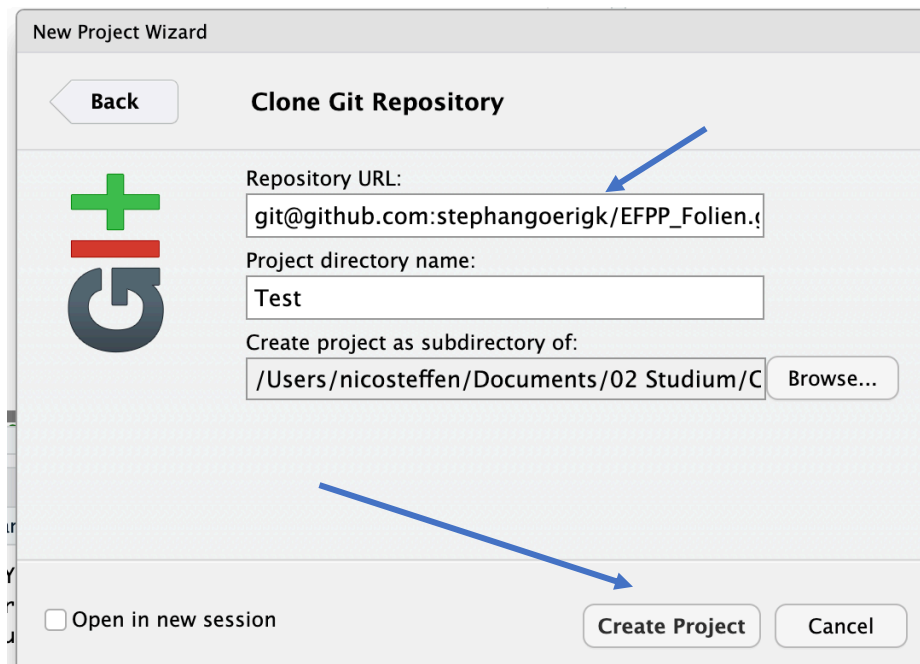 New Project Wizard
Back
Clone Git Repository
Repository URL:
git@github.com:stephangoerigk/EFPP_Folien.g
Project directory name:
Test
Create project as subdirectory of:
/Users/nicosteffen/Documents/02 Studium/C
Browse...
GIT
Open in new session
Create Project
Cancel